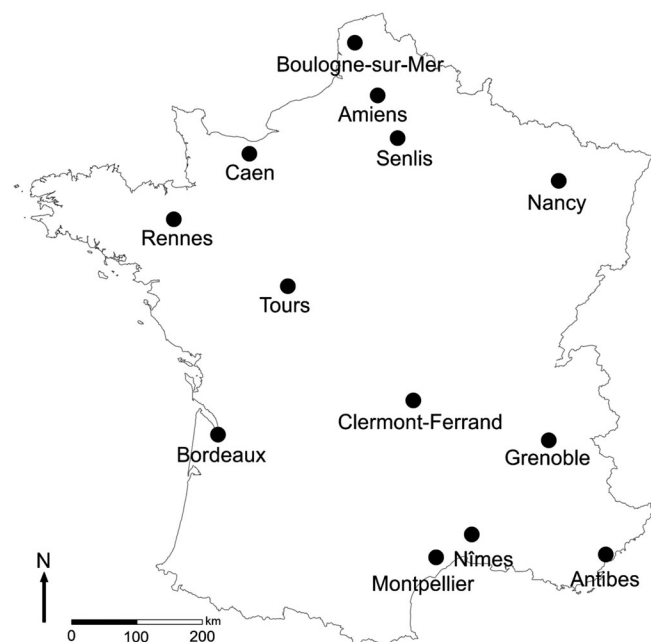 Boulogne-sur-Mer
Amiens
Senlis
Caen
Nancy
Rennes
Tours
Clermont-Ferrand
Bordeaux
Grenoble
Nîmes
Montpellier
Antibes
N
km
0 100 200